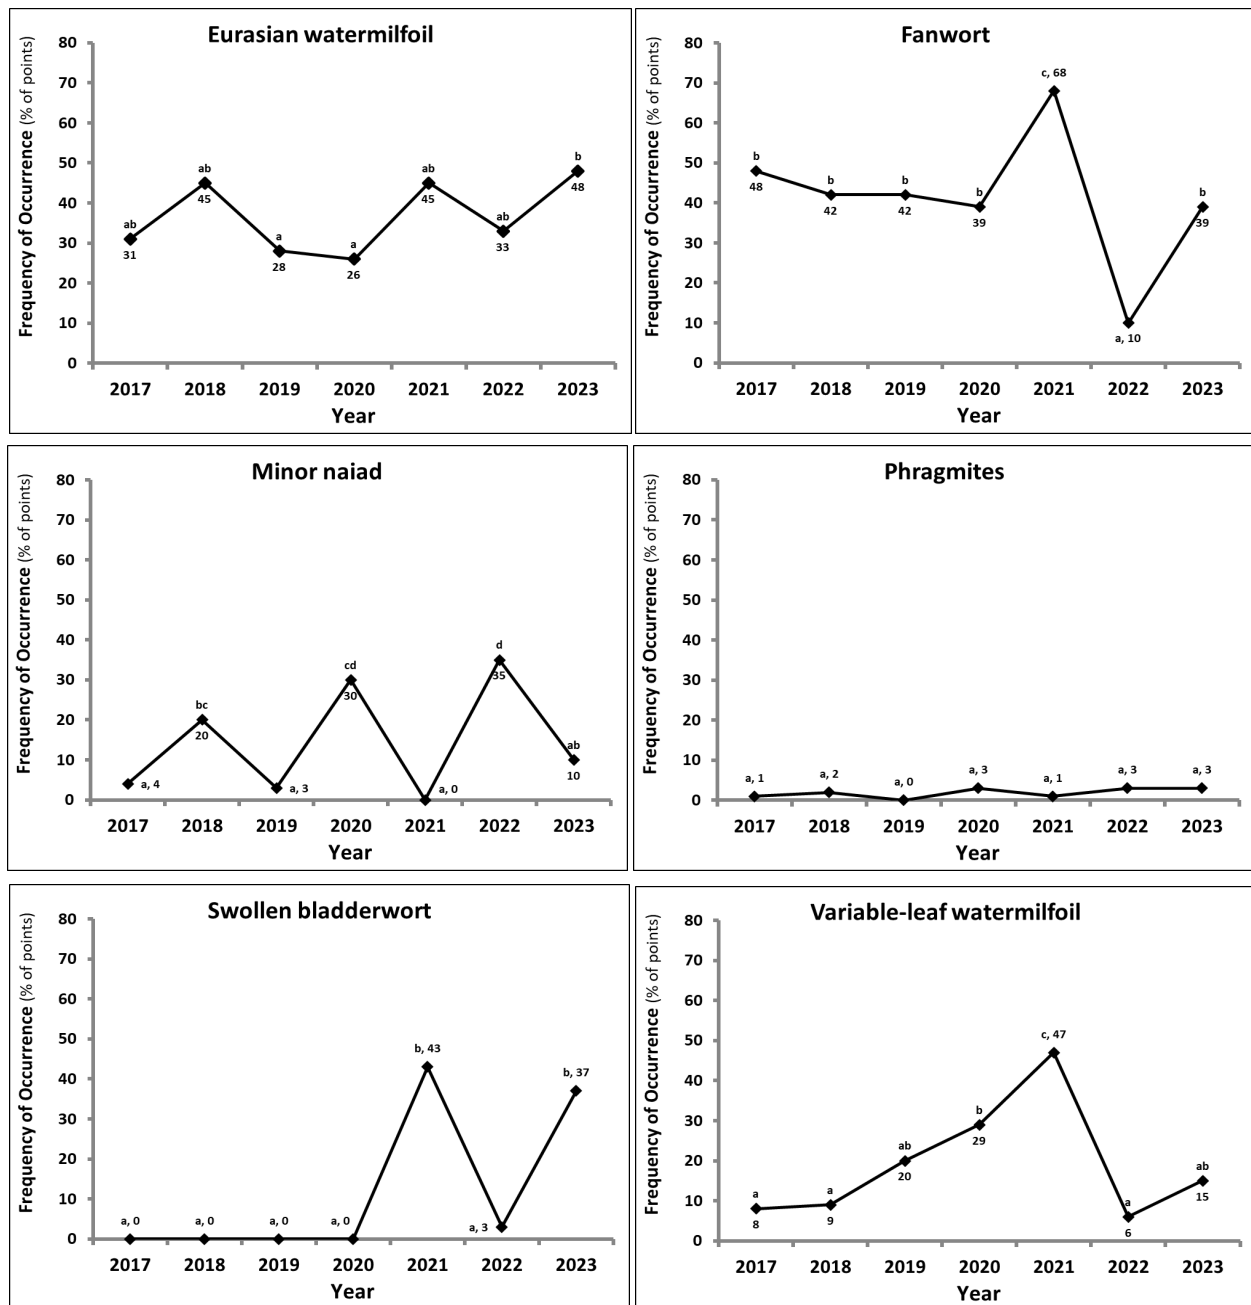 Eurasian watermilfoil
Frequency of Occurrence (% of points)
80
70
60
50
40
30
20
10
0
ab
31
ab
45
a
28
a
26
ab
45
ab
33
b
48
2017 2018 2019 2020 2021 2022 2023
Year
Fanwort
Frequency of Occurrence (% of points)
80
70
60
50
40
30
20
10
0
b
48
b
42
b
42
b
39
c, 68
a, 10
b
39
2017 2018 2019 2020 2021 2022 2023
Year
Minor naiad
Frequency of Occurrence (% of points)
80
70
60
50
40
30
20
10
0
a, 4
bc
20
a, 3
cd
30
a, 0
d
35
ab
10
2017 2018 2019 2020 2021 2022 2023
Year
Phragmites
Frequency of Occurrence (% of points)
80
70
60
50
40
30
20
10
0
a, 1
a, 2
a, 0
a, 3
a, 1
a, 3
a, 3
2017 2018 2019 2020 2021 2022 2023
Year
Swollen bladderwort
Frequency of Occurrence (% of points)
80
70
60
50
40
30
20
10
0
a, 0
a, 0
a, 0
a, 0
b, 43
a, 3
b, 37
2017 2018 2019 2020 2021 2022 2023
Year
Variable-leaf watermilfoil
Frequency of Occurrence (% of points)
80
70
60
50
40
30
20
10
0
a
8
a
9
ab
20
b
29
c, 47
a
6
ab
15
2017 2018 2019 2020 2021 2022 2023
Year